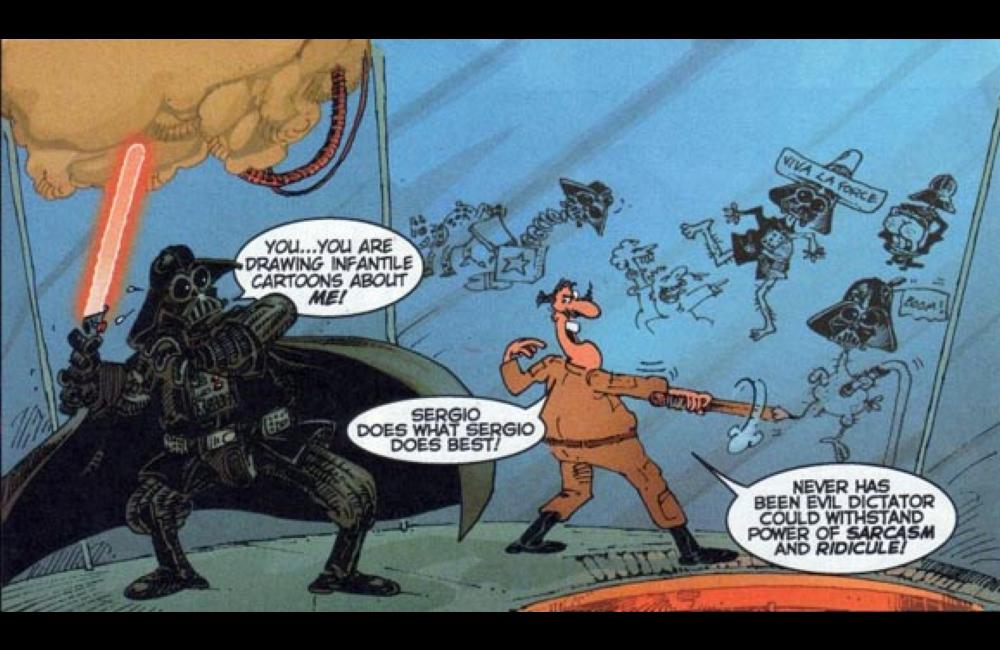 YOU...YOU ARE
DRAWING INFANTILE
CARTOONS ABOUT
ME!
VIVA LA FORCE
BOOM!
SERGIO
DOES WHAT SERGIO
DOES BEST!
NEVER HAS
BEEN EVIL DICTATOR
COULD WITHSTAND
POWER OF SARCASM
AND RIDICULE!